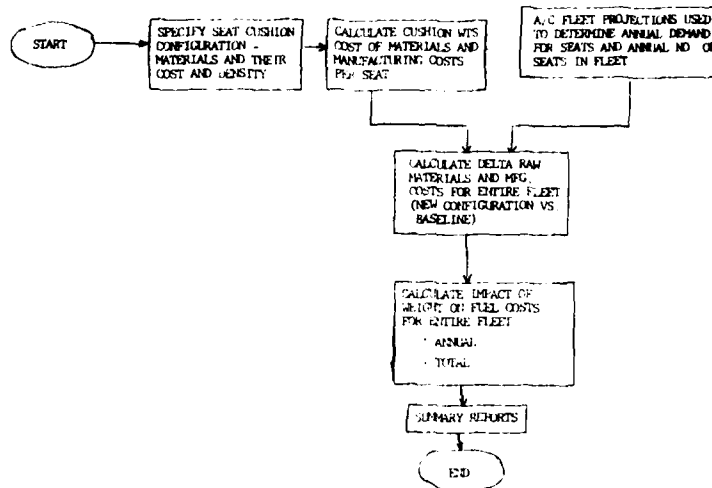 START
SPECIFY SEAT CUSHION
CONFIGURATION -
MATERIALS AND THEIR
COST AND DENSITY
CALCULATE CUSHION WTS
COST OF MATERIALS AND
MANUFACTURING COSTS
PER SEAT
A/C FLEET PROJECTIONS USED
TO DETERMINE ANNUAL DEMAND
FOR SEATS AND ANNUAL NO OF
SEATS IN FLEET
CALCULATE DELTA RAW
MATERIALS AND MFG.
COSTS FOR ENTIRE FLEET
(NEW CONFIGURATION VS.
BASELINE)
CALCULATE IMPACT OF
WEIGHT ON FUEL COSTS
FOR ENTIRE FLEET
· ANNUAL
· TOTAL
SUMMARY REPORTS
END